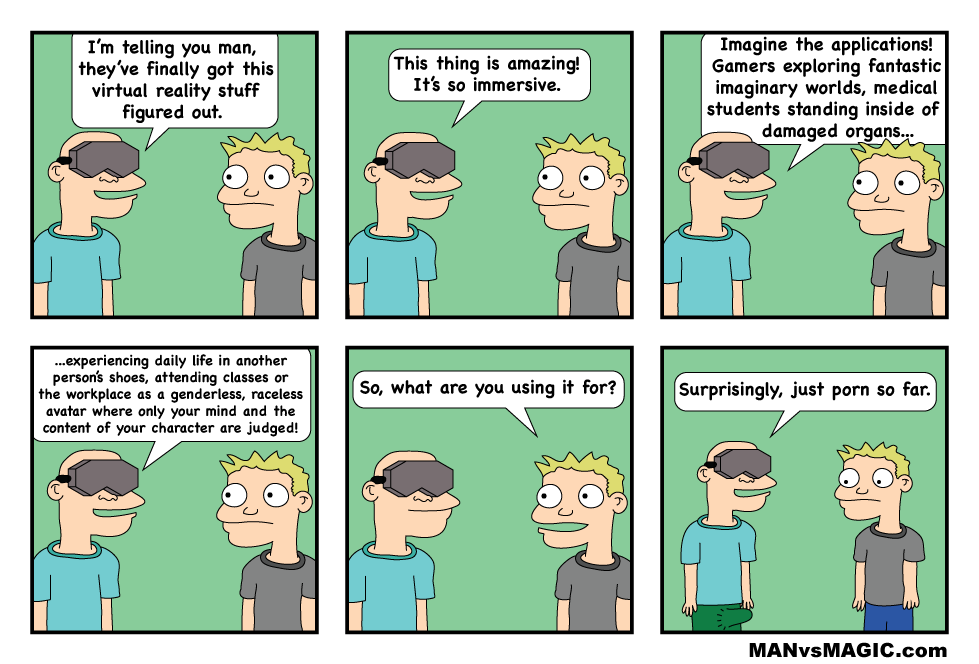 I'm telling you man,
they've finally got this
virtual reality stuff
figured out.
This thing is amazing!
It's so immersive.
Imagine the applications!
Gamers exploring fantastic
imaginary worlds, medical
students standing inside of
damaged organs...
...experiencing daily life in another
person's shoes, attending classes or
the workplace as a genderless, raceless
avatar where only your mind and the
content of your character are judged!
So, what are you using it for?
Surprisingly, just porn so far.
MANvsMAGIC.com